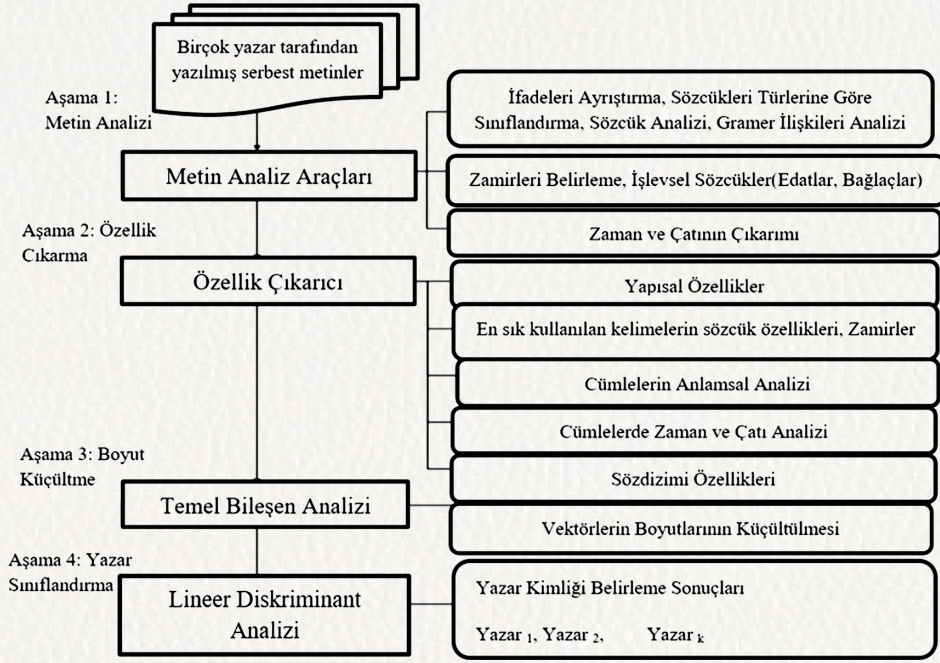 Birçok yazar tarafından
yazılmış serbest metinler
Aşama 1:
Metin Analizi
Metin Analiz Araçları
İfadeleri Ayrıştırma, Sözcükleri Türlerine Göre
Sınıflandırma, Sözcük Analizi, Gramer İlişkileri Analizi
Zamirleri Belirleme, İşlevsel Sözcükler(Edatlar, Bağlaçlar)
Zaman ve Çatının Çıkarımı
Aşama 2: Özellik
Çıkarma
Özellik Çıkarıcı
Yapısal Özellikler
En sık kullanılan kelimelerin sözcük özellikleri, Zamirler
Cümlelerin Anlamsal Analizi
Cümlelerde Zaman ve Çatı Analizi
Sözdizimi Özellikleri
Aşama 3: Boyut
Küçültme
Temel Bileşen Analizi
Vektörlerin Boyutlarının Küçültülmesi
Aşama 4: Yazar
Sınıflandırma
Lineer Diskriminant
Analizi
Yazar Kimliği Belirleme Sonuçları
Yazar 1, Yazar 2, Yazar k